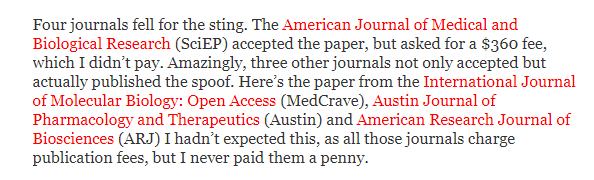 Four journals fell for the sting. The American Journal of Medical and
Biological Research (SciEP) accepted the paper, but asked for a $360 fee,
which I didn’t pay. Amazingly, three other journals not only accepted but
actually published the spoof. Here’s the paper from the International Journal
of Molecular Biology: Open Access (MedCrave), Austin Journal of
Pharmacology and Therapeutics (Austin) and American Research Journal of
Biosciences (ARJ) I hadn’t expected this, as all those journals charge
publication fees, but I never paid them a penny.